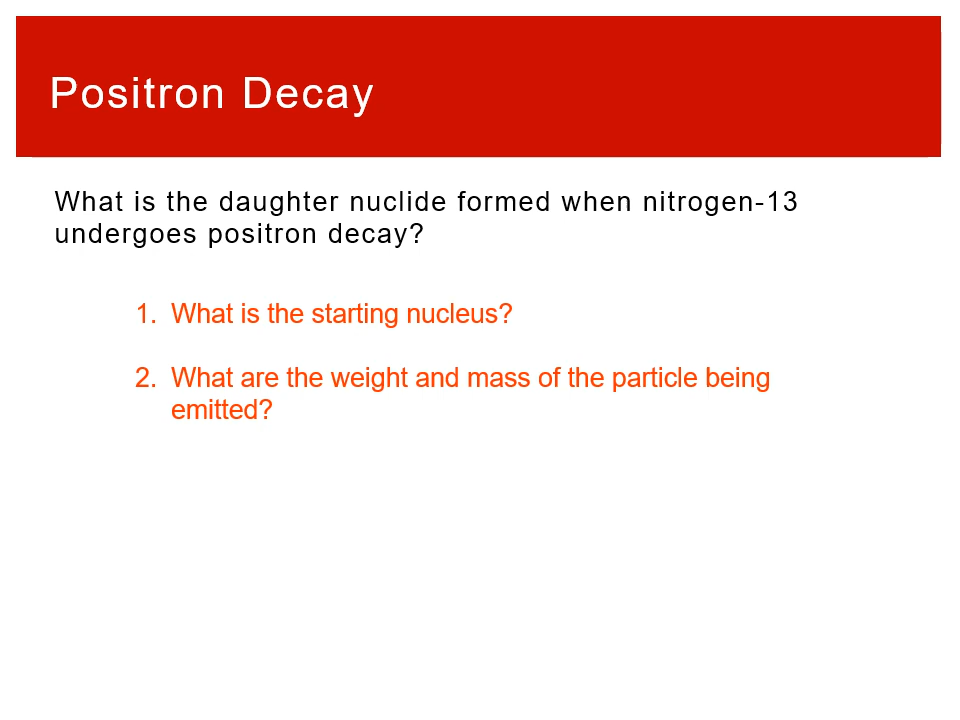 Positron Decay
What is the daughter nuclide formed when nitrogen-13
undergoes positron decay?
1. What is the starting nucleus?
2. What are the weight and mass of the particle being
emitted?